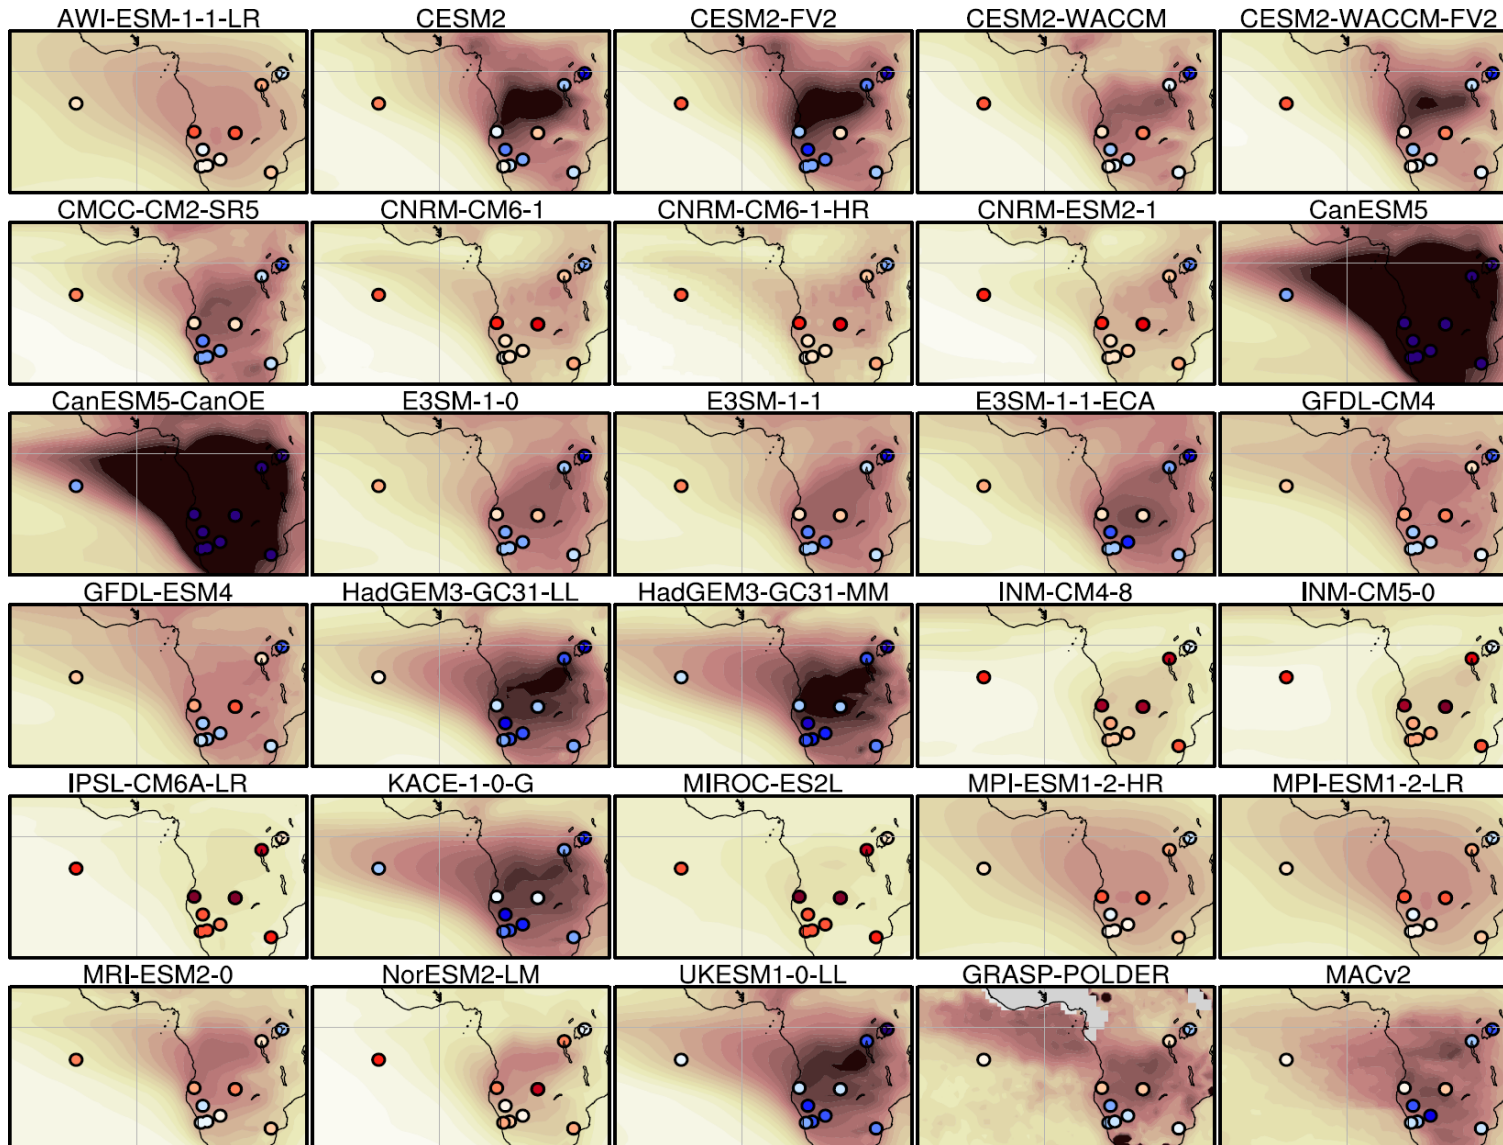 AWI-ESM-1-1-LR CESM2 CESM2-FV2 CESM2-WACCM CESM2-WACCM-FV2
CMCC-CM2-SR5 CNRM-CM6-1 CNRM-CM6-1-HR CNRM-ESM2-1 CanESM5
CanESM5-CanOE E3SM-1-0 E3SM-1-1 E3SM-1-1-ECA GFDL-CM4
GFDL-ESM4 HadGEM3-GC31-LL HadGEM3-GC31-MM INM-CM4-8 INM-CM5-0
IPSL-CM6A-LR KACE-1-0-G MIROC-ES2L MPI-ESM1-2-HR MPI-ESM1-2-LR
MRI-ESM2-0 NorESM2-LM UKESM1-0-LL GRASP-POLDER MACv2